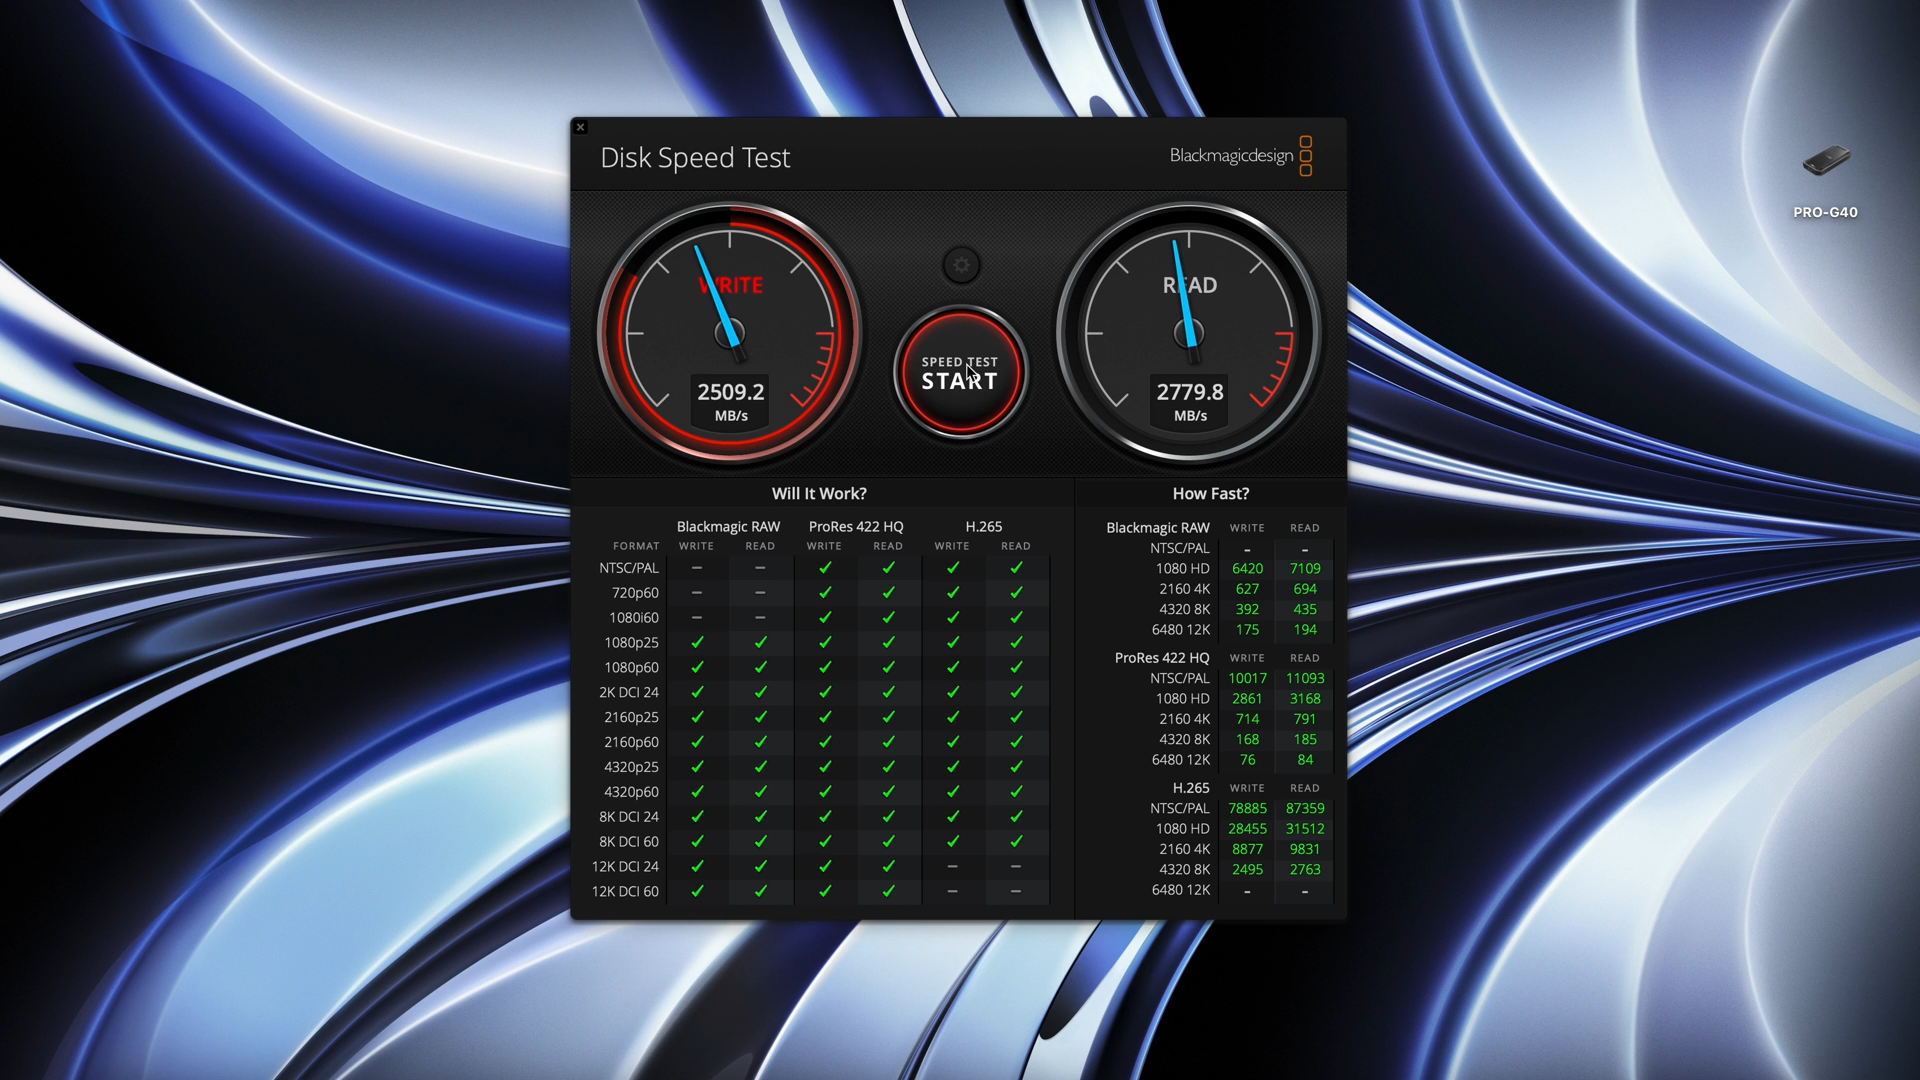 Disk Speed Test
Blackmagicdesign
PRO-G40
WRITE
2509.2
MB/s
SPEED TEST
START
READ
2779.8
MB/s
Will It Work?
Blackmagic RAW ProRes 422 HQ H.265
FORMAT WRITE READ WRITE READ WRITE READ
NTSC/PAL – – ✓ ✓ ✓ ✓
720p60 – – ✓ ✓ ✓ ✓
1080i60 – – ✓ ✓ ✓ ✓
1080p25 ✓ ✓ ✓ ✓ ✓ ✓
1080p60 ✓ ✓ ✓ ✓ ✓ ✓
2K DCI 24 ✓ ✓ ✓ ✓ ✓ ✓
2160p25 ✓ ✓ ✓ ✓ ✓ ✓
2160p60 ✓ ✓ ✓ ✓ ✓ ✓
4320p25 ✓ ✓ ✓ ✓ ✓ ✓
4320p60 ✓ ✓ ✓ ✓ ✓ ✓
8K DCI 24 ✓ ✓ ✓ ✓ ✓ ✓
8K DCI 60 ✓ ✓ ✓ ✓ ✓ ✓
12K DCI 24 ✓ ✓ ✓ ✓ – –
12K DCI 60 ✓ ✓ ✓ ✓ – –
How Fast?
Blackmagic RAW WRITE READ
NTSC/PAL - -
1080 HD 6420 7109
2160 4K 627 694
4320 8K 392 435
6480 12K 175 194
ProRes 422 HQ WRITE READ
NTSC/PAL 10017 11093
1080 HD 2861 3168
2160 4K 714 791
4320 8K 168 185
6480 12K 76 84
H.265 WRITE READ
NTSC/PAL 78885 87359
1080 HD 28455 31512
2160 4K 8877 9831
4320 8K 2495 2763
6480 12K - -